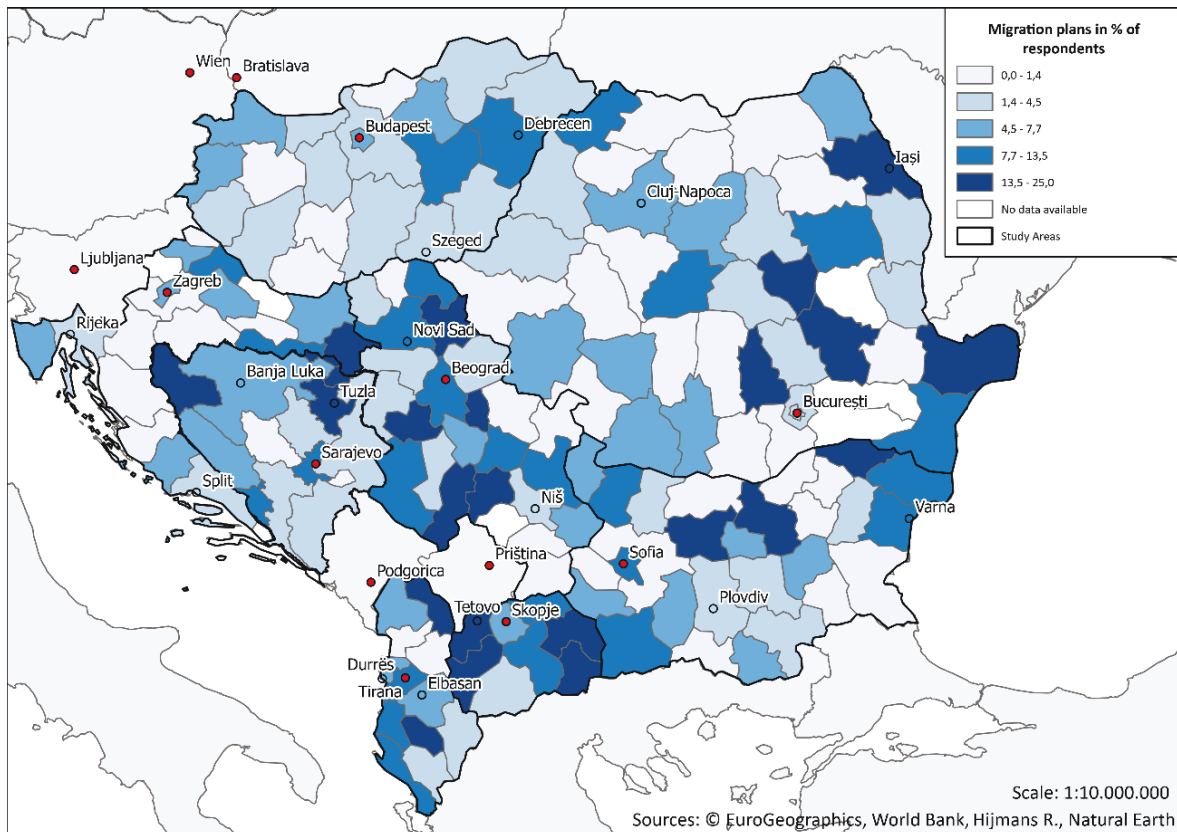 Migration plans in % of
respondents
0,0 - 1,4
1,4 - 4,5
4,5 - 7,7
7,7 - 13,5
13,5 - 25,0
No data available
Study Areas
Wien
Bratislava
Budapest
Debrecen
Iași
Cluj-Napoca
Szeged
Ljubljana
Zagreb
Rijeka
Novi Sad
Beograd
Banja Luka
Tuzla
București
Sarajevo
Split
Niš
Varna
Priština
Sofia
Podgorica
Tetovo
Skopje
Plovdiv
Durrës
Tirana
Elbasan
Scale: 1:10.000.000
Sources: © EuroGeographics, World Bank, Hijmans R., Natural Earth